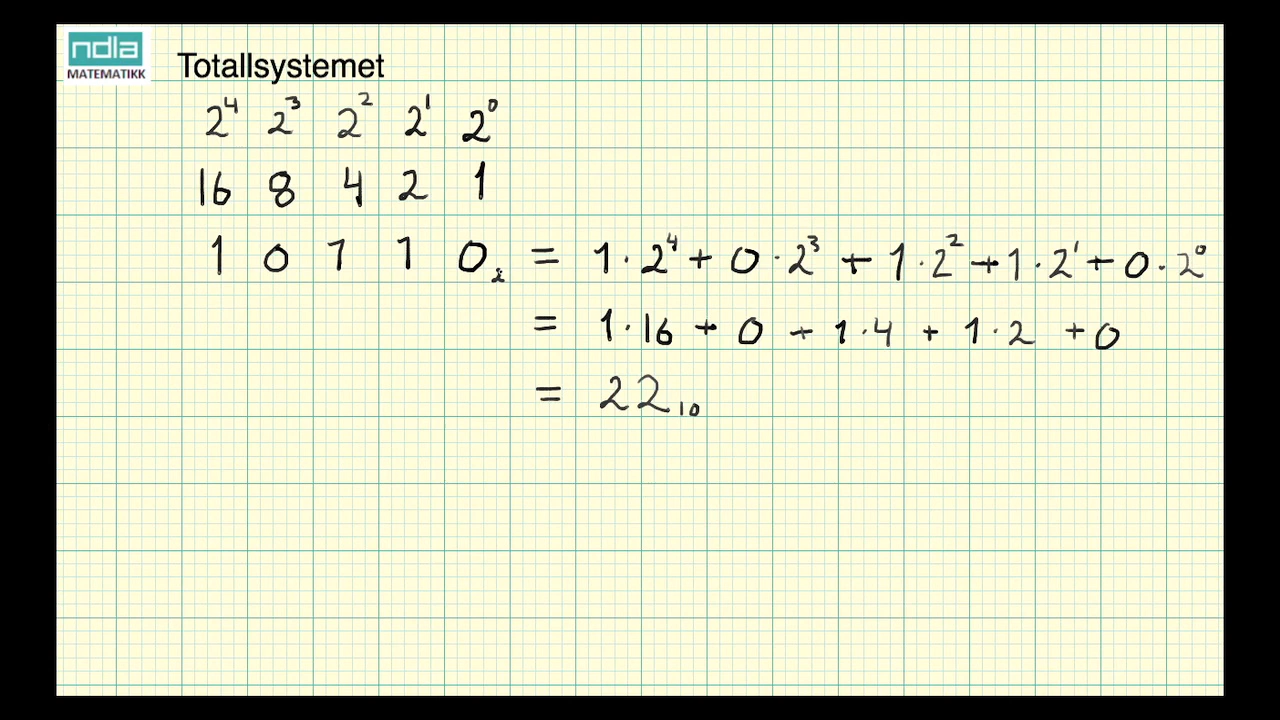 ndla
MATEMATIKK
Totallsystemet
2⁴ 2³ 2² 2¹ 2⁰
16 8 4 2 1
1 0 1 1 0₂ = 1·2⁴ + 0·2³ + 1·2² + 1·2¹ + 0·2⁰
= 1·16 + 0 + 1·4 + 1·2 + 0
= 22₁₀